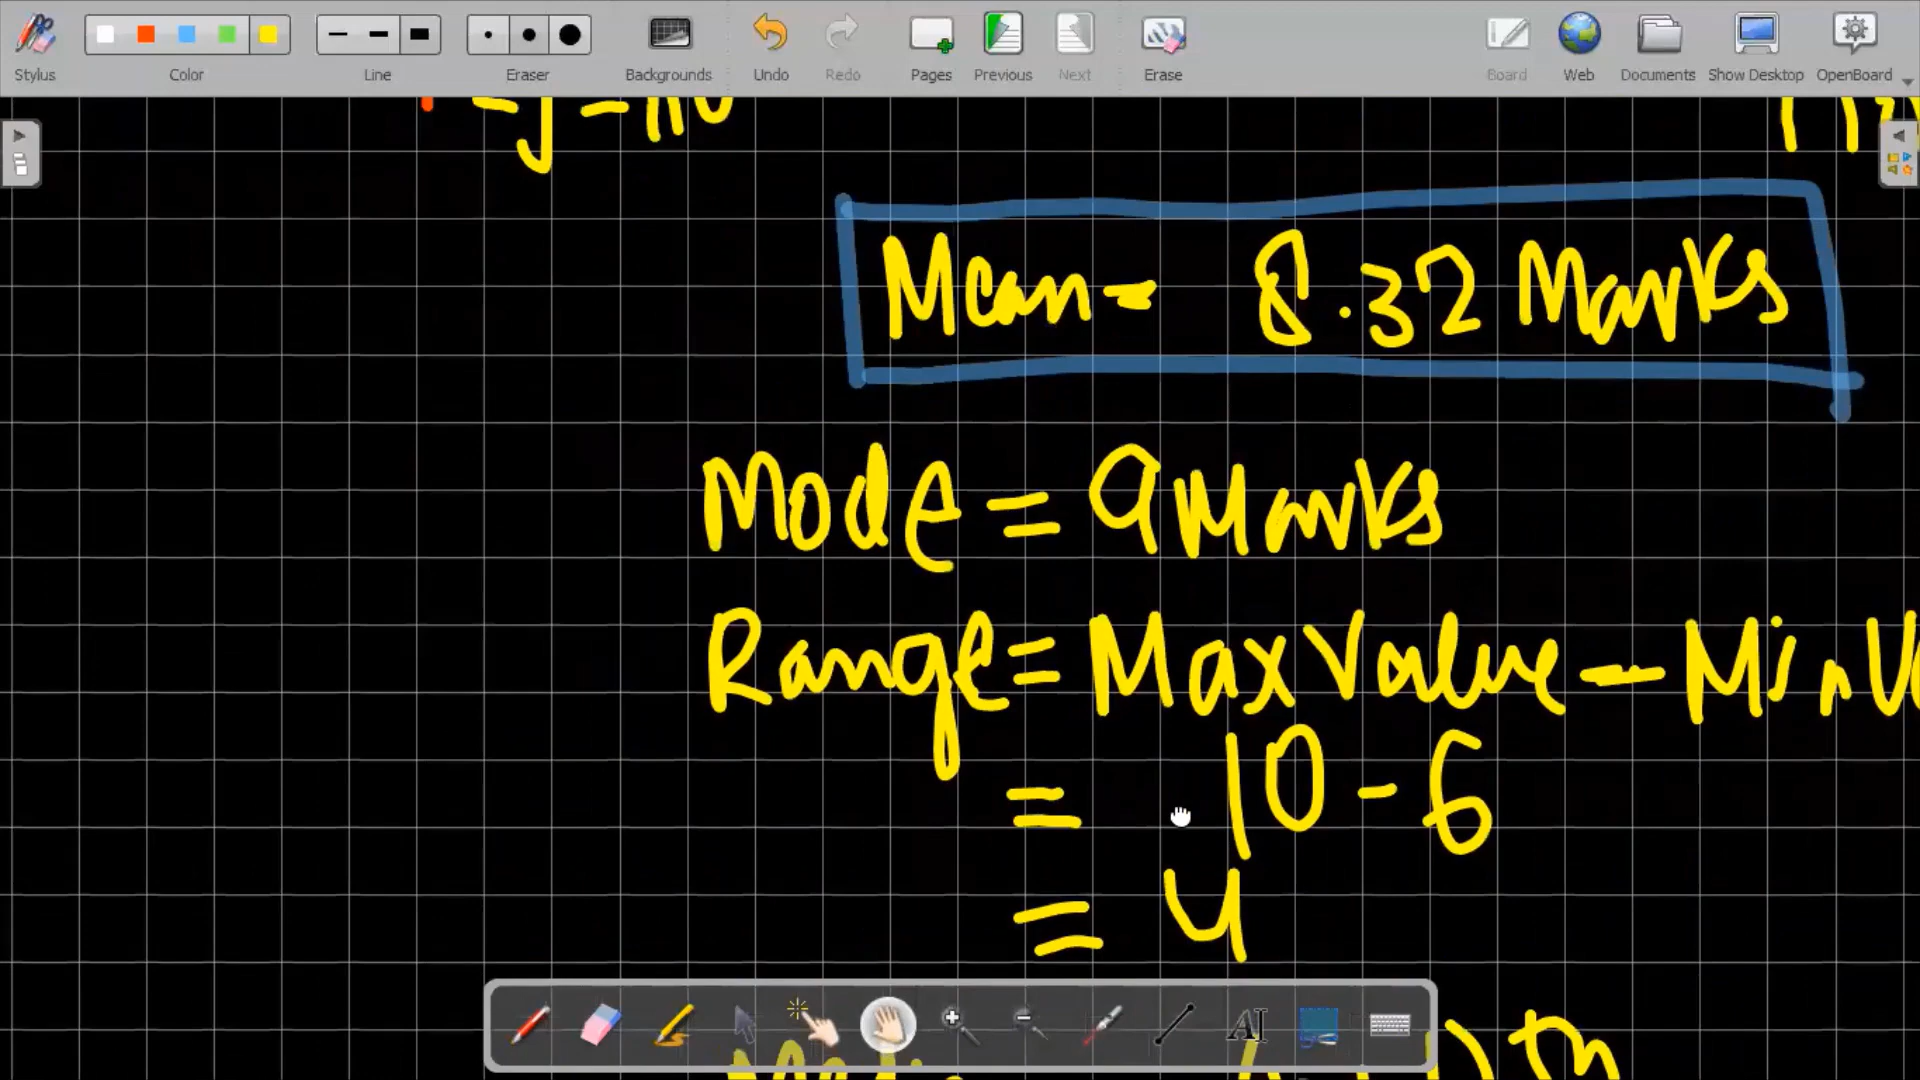 Stylus Color Line Eraser Backgrounds Undo Redo Pages Previous Next Erase Board Web Documents Show Desktop OpenBoard
Mean = 8.32 Marks
Mode = 9 Marks
Range = Max Value - Min V
= 10 - 6
= 4